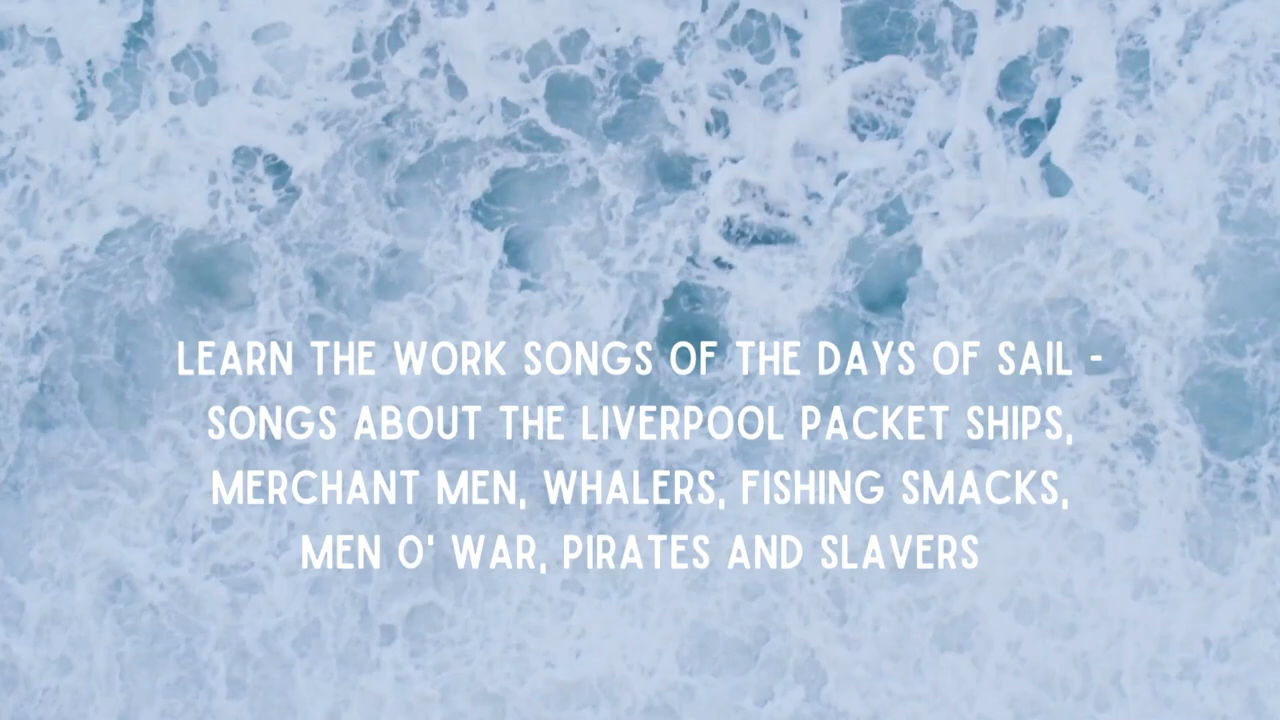 LEARN THE WORK SONGS OF THE DAYS OF SAIL -
SONGS ABOUT THE LIVERPOOL PACKET SHIPS,
MERCHANT MEN, WHALERS, FISHING SMACKS,
MEN O' WAR, PIRATES AND SLAVERS